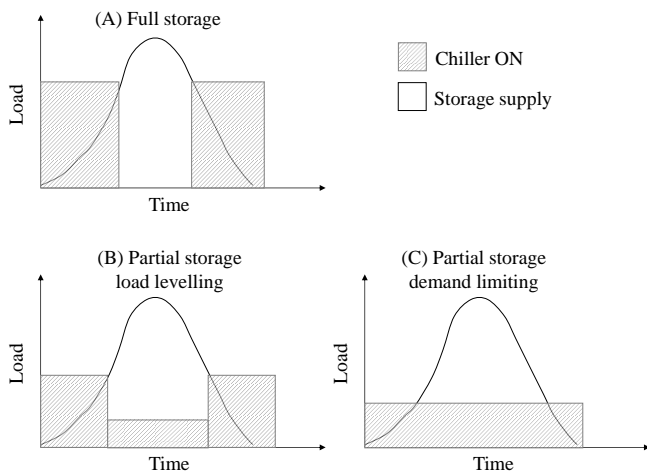 (A) Full storage
Load
Time
Chiller ON
Storage supply
(B) Partial storage
load levelling
Load
Time
(C) Partial storage
demand limiting
Load
Time